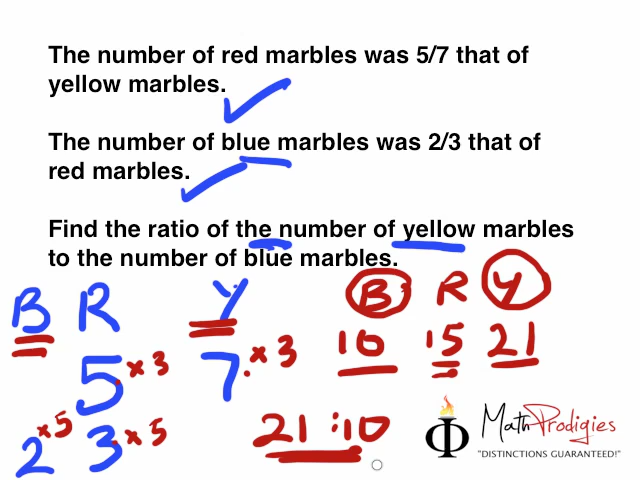 The number of red marbles was 5/7 that of
yellow marbles.
The number of blue marbles was 2/3 that of
red marbles.
Find the ratio of the number of yellow marbles
to the number of blue marbles.
B R Y
5 × 3 7 × 3
2 × 5 3 × 5
B R Y
10 15 21
21 : 10
Math Prodigies
"DISTINCTIONS GUARANTEED!"